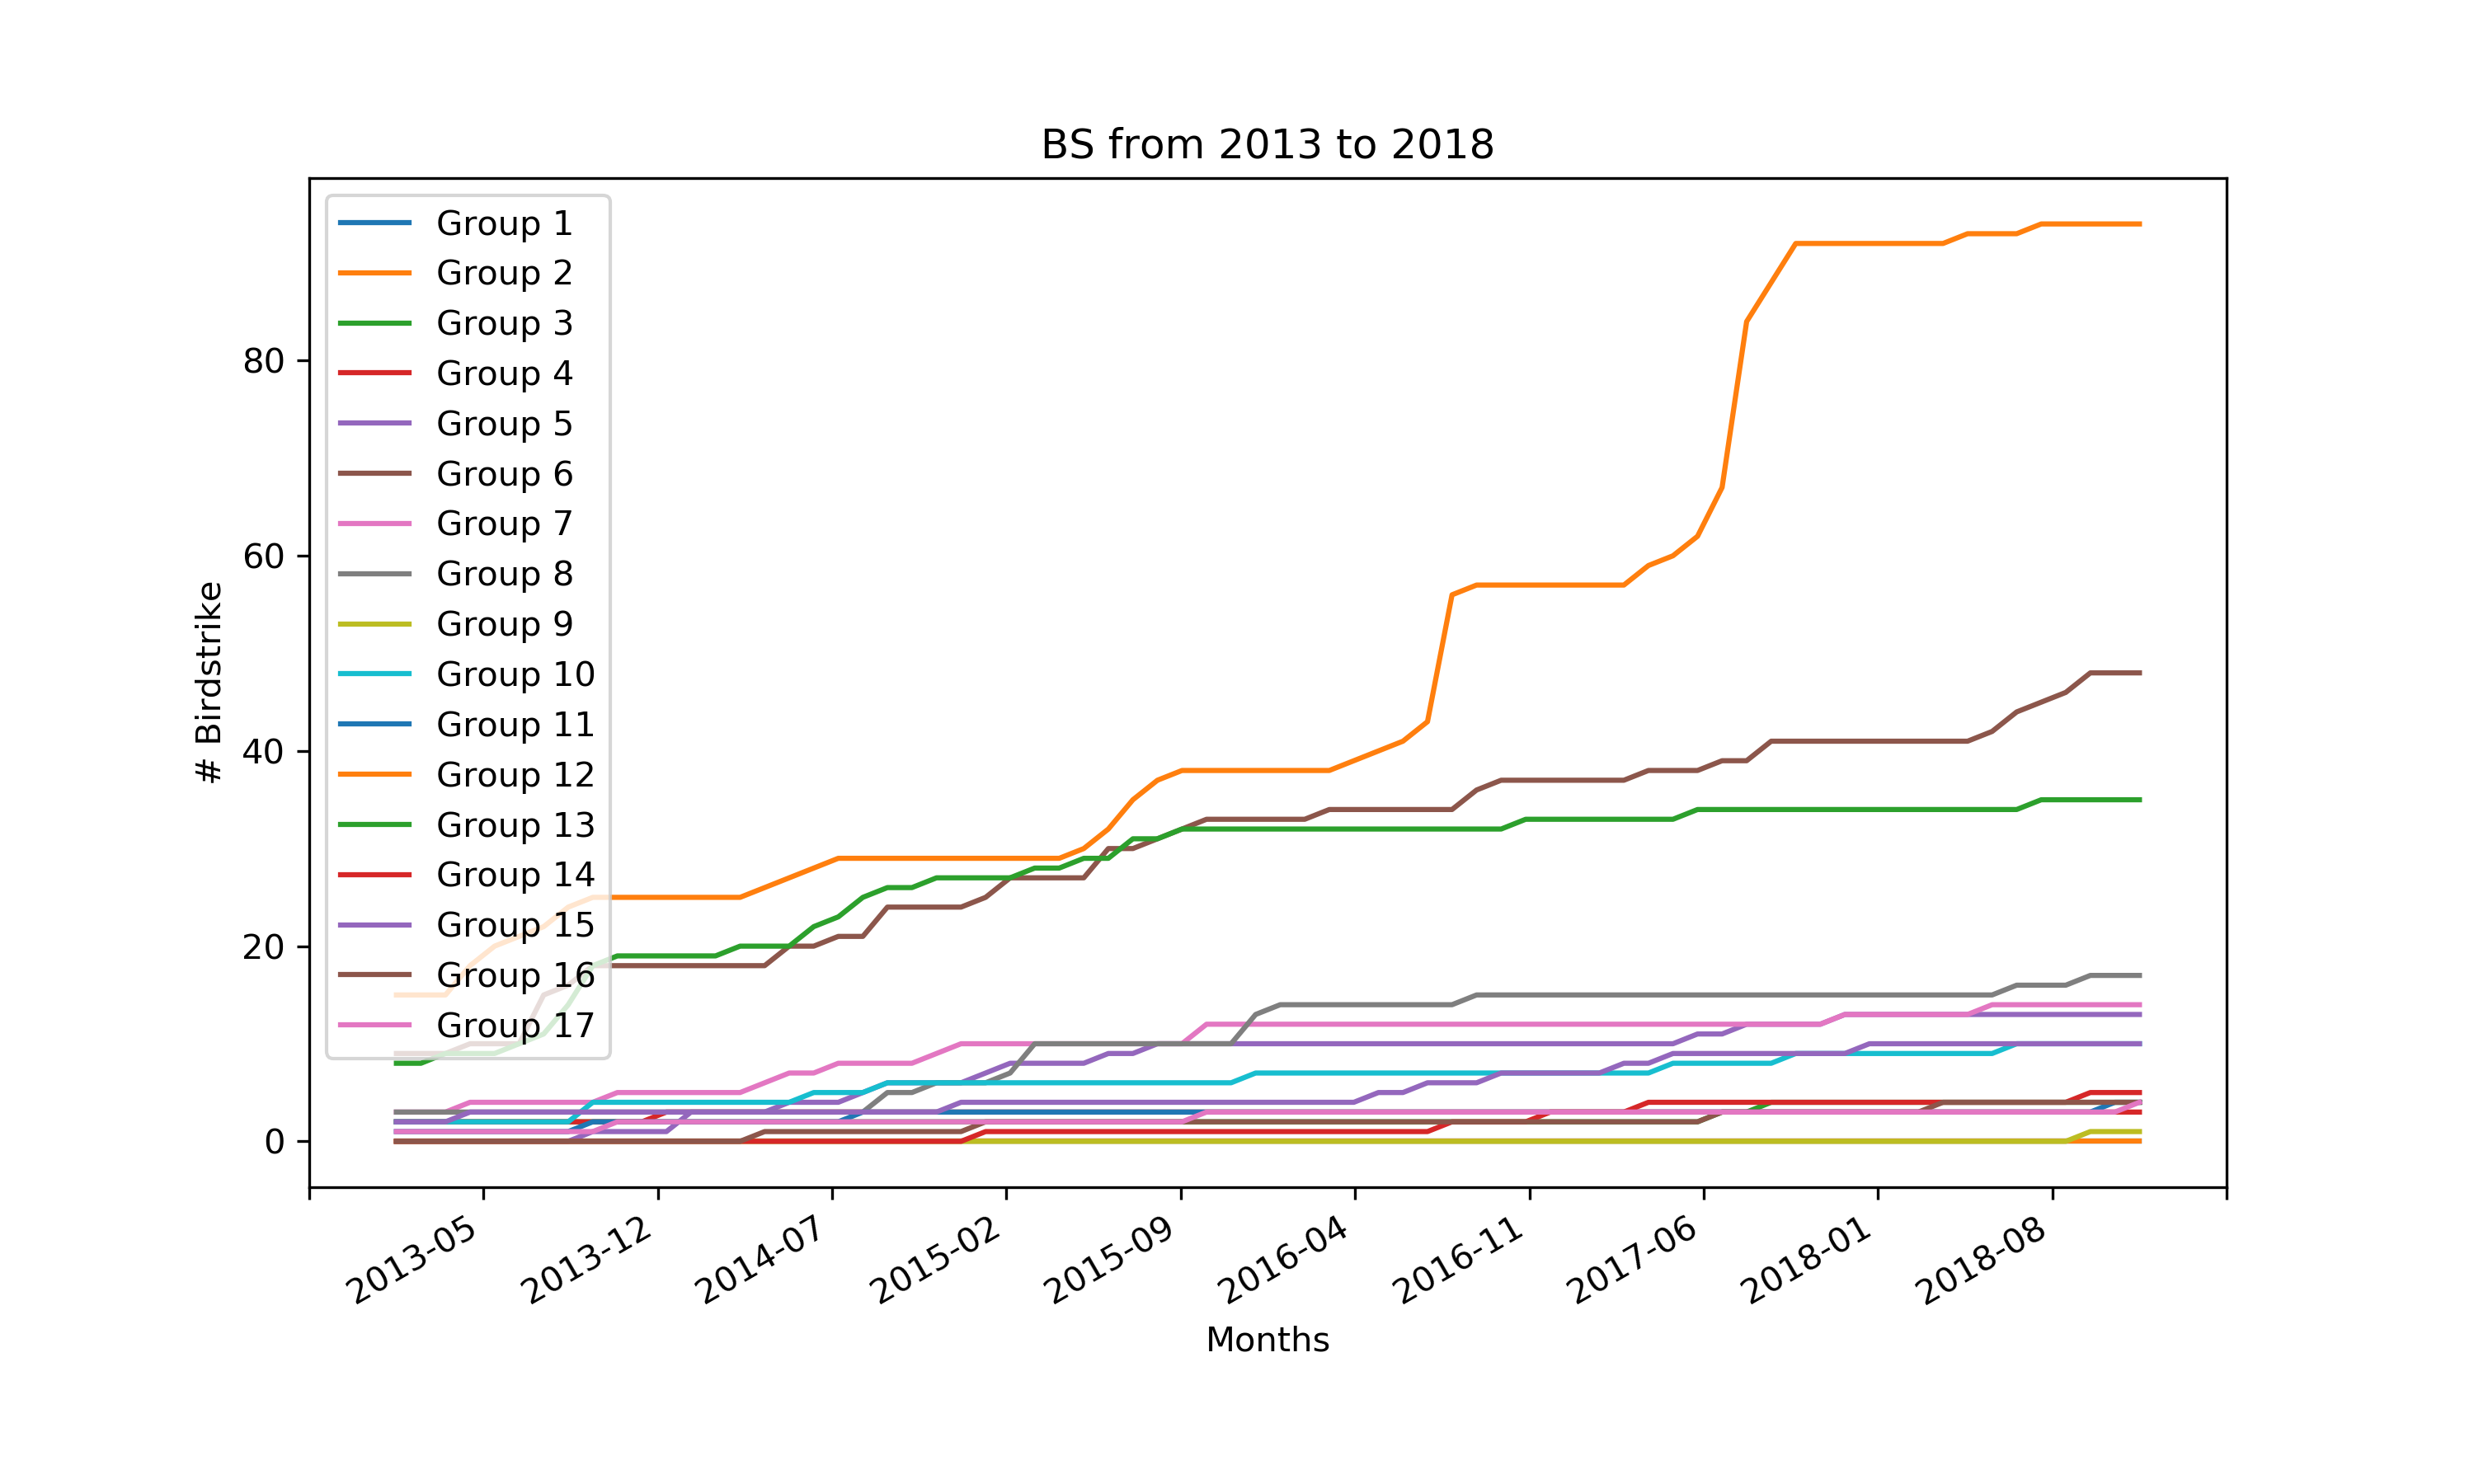 BS from 2013 to 2018
Group 1
Group 2
Group 3
Group 4
Group 5
Group 6
Group 7
Group 8
Group 9
Group 10
Group 11
Group 12
Group 13
Group 14
Group 15
Group 16
Group 17
# Birdstrike
80
60
40
20
0
2013-05
2013-12
2014-07
2015-02
2015-09
2016-04
2016-11
2017-06
2018-01
2018-08
Months